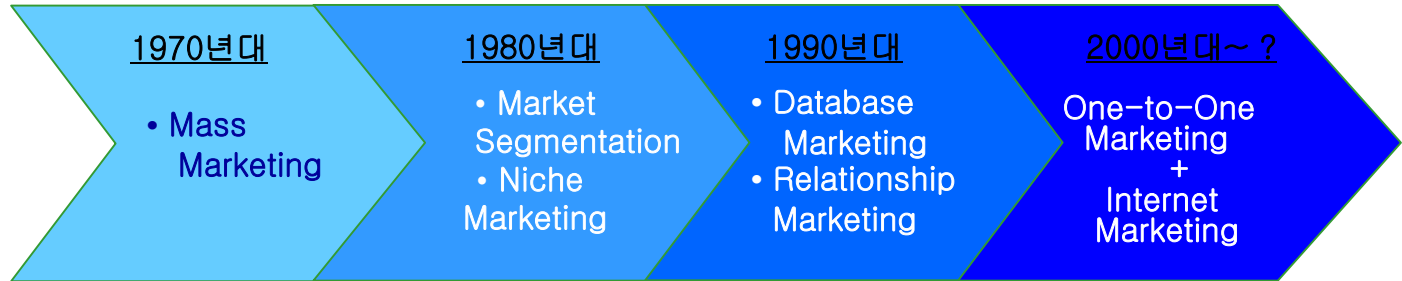 1970년대
• Mass
Marketing
1980년대
• Market
Segmentation
• Niche
Marketing
1990년대
• Database
Marketing
• Relationship
Marketing
2000년대~ ?
One-to-One
Marketing
+
Internet
Marketing